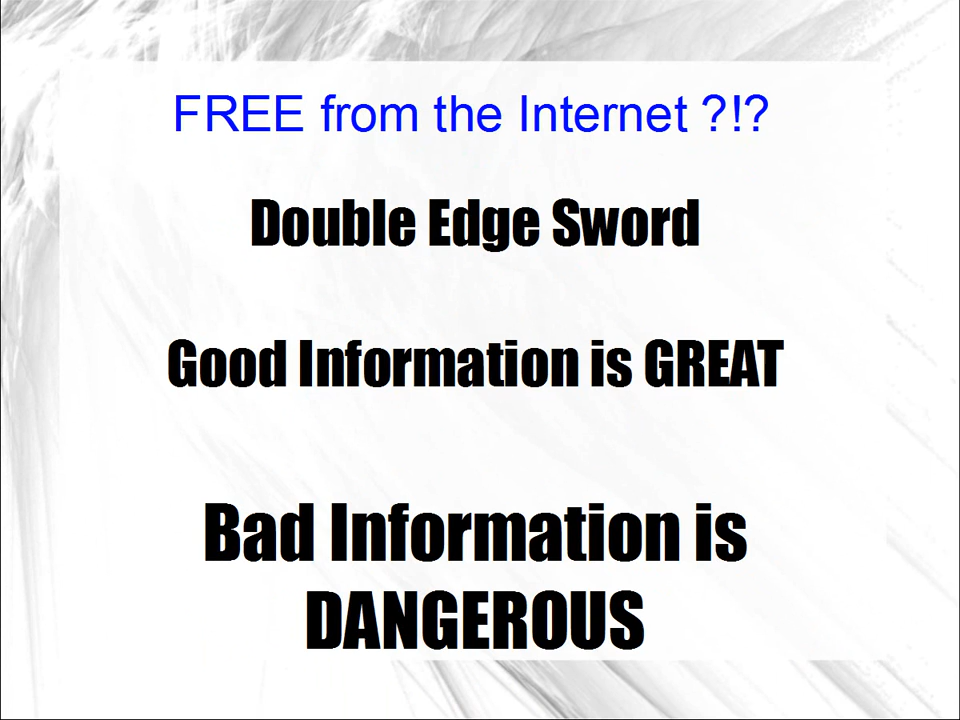 FREE from the Internet ?!?
Double Edge Sword
Good Information is GREAT
Bad Information is
DANGEROUS